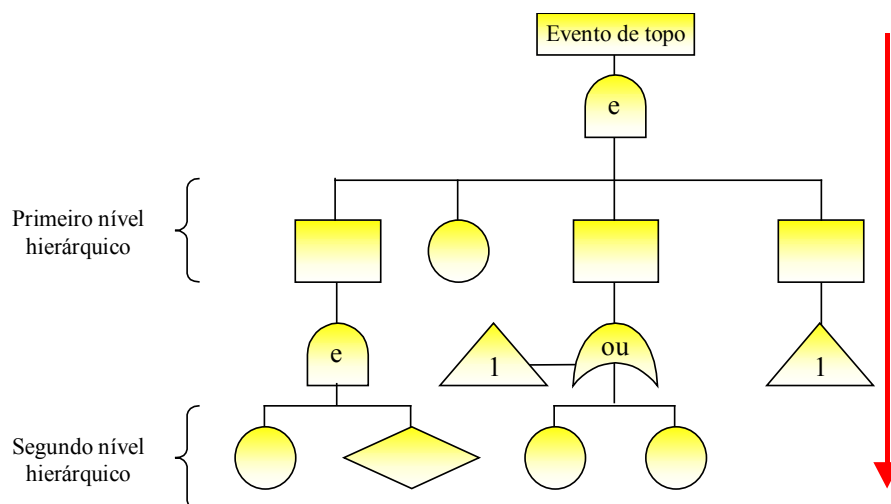 Evento de topo
e
Primeiro nível
hierárquico
e
1
ou
1
Segundo nível
hierárquico